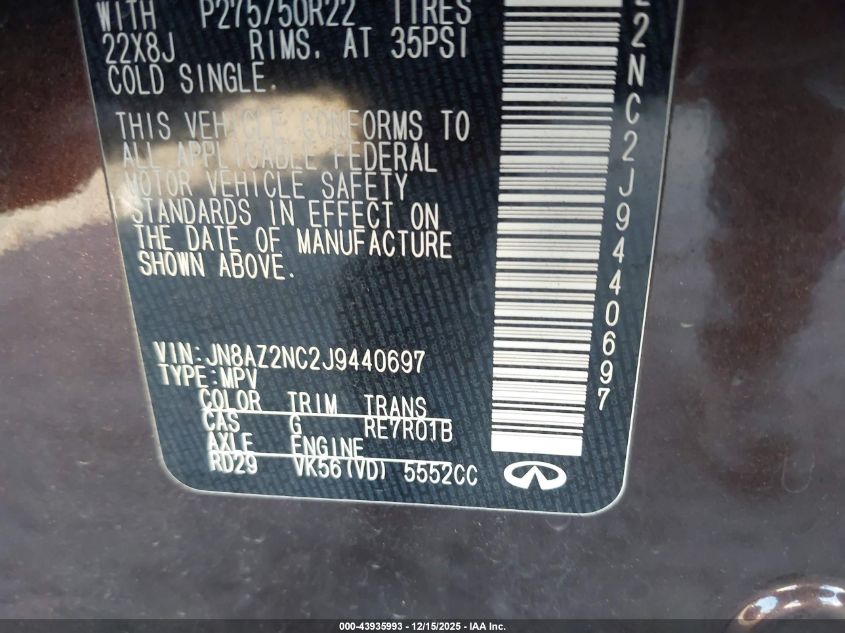 WITH P275/50R22 TIRES
22X8J RIMS, AT 35PSI
COLD SINGLE.
THIS VEHICLE CONFORMS TO
ALL APPLICABLE FEDERAL
MOTOR VEHICLE SAFETY
STANDARDS IN EFFECT ON
THE DATE OF MANUFACTURE
SHOWN ABOVE.
VIN:JN8AZ2NC2J9440697
TYPE:MPV
COLOR TRIM TRANS
CAS G RE7R01B
AXLE ENGINE
RD29 VK56(VD) 5552CC
2NC2J9440697
000-43935993 - 12/15/2025 - IAA Inc.